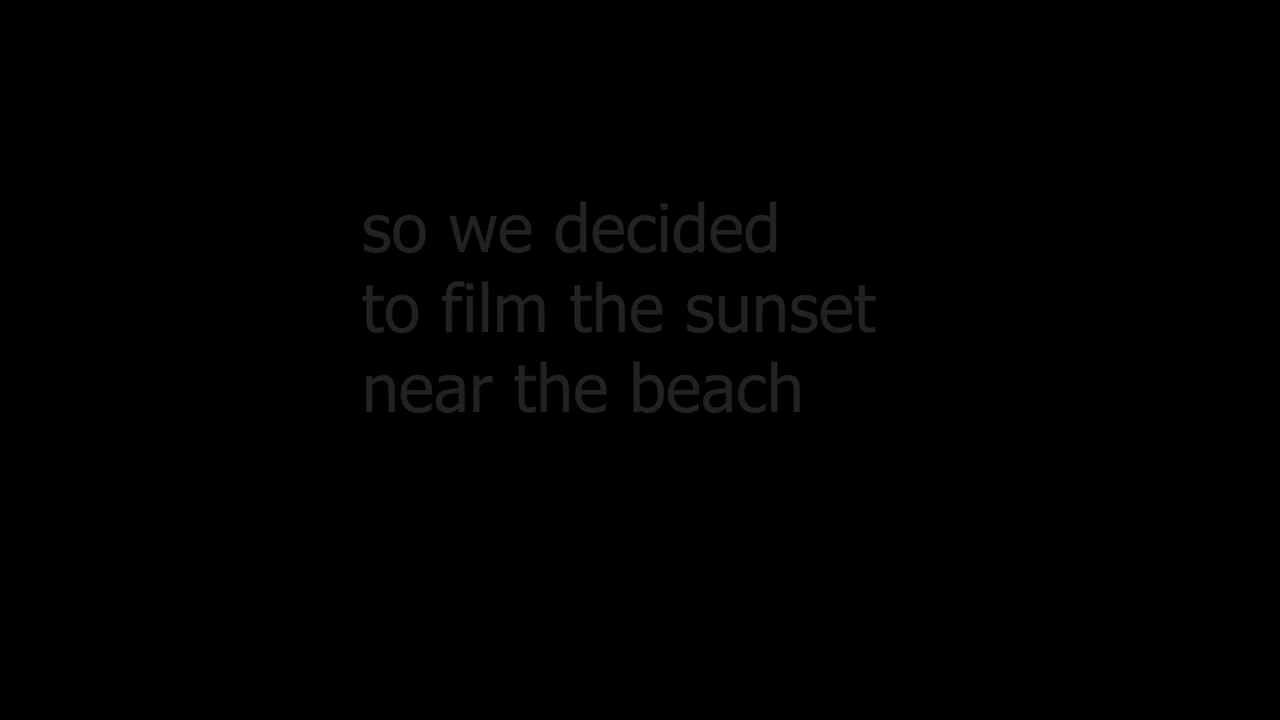 so we decided
to film the sunset
near the beach